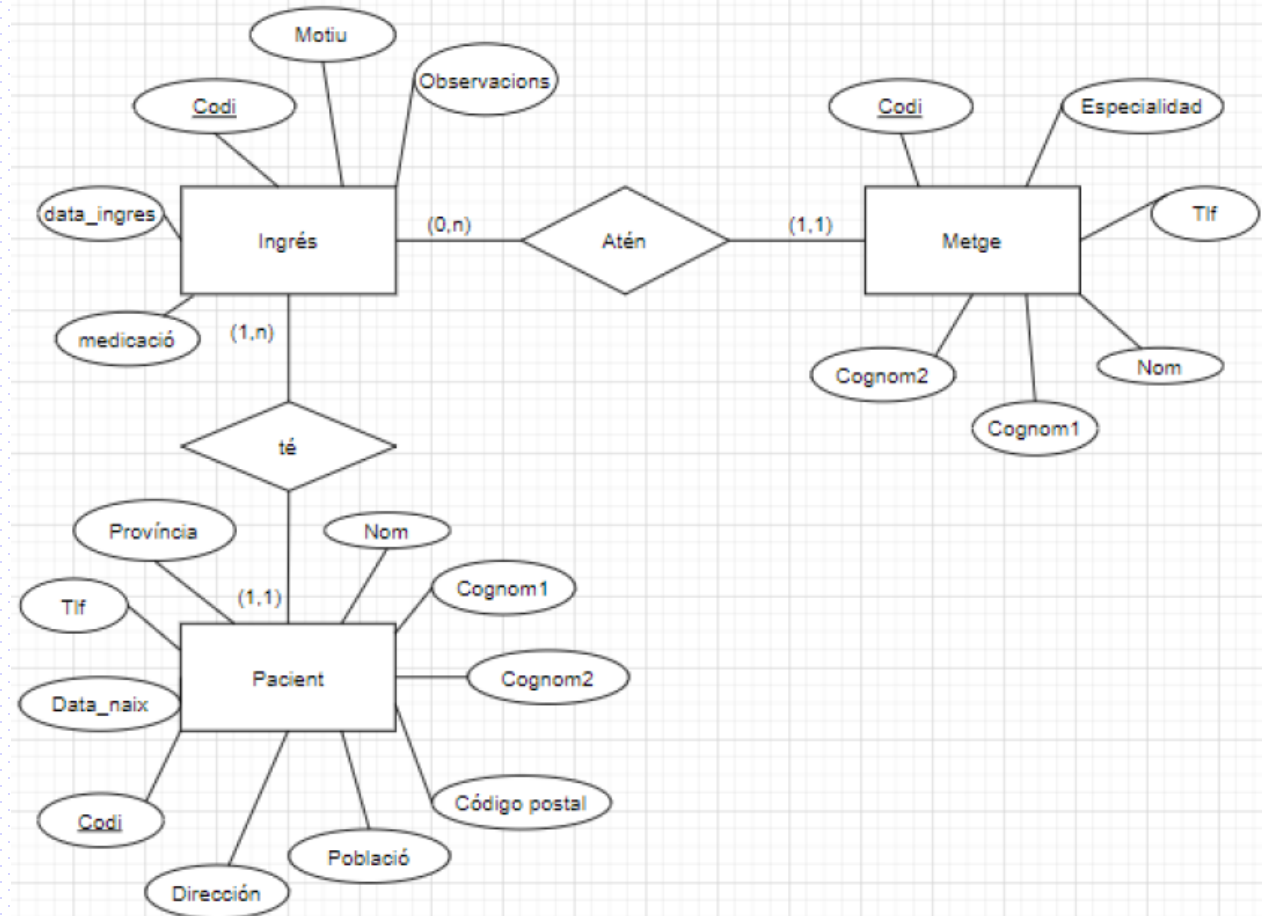 Motiu
Observacions
Codi
Codi
Especialidad
data_ingres
Tlf
Ingrés
(0,n)
Atén
(1,1)
Metge
medicació
(1,n)
Cognom2
Nom
Cognom1
té
Província
Nom
Cognom1
Tlf
(1,1)
Pacient
Cognom2
Data_naix
Código postal
Codi
Població
Dirección